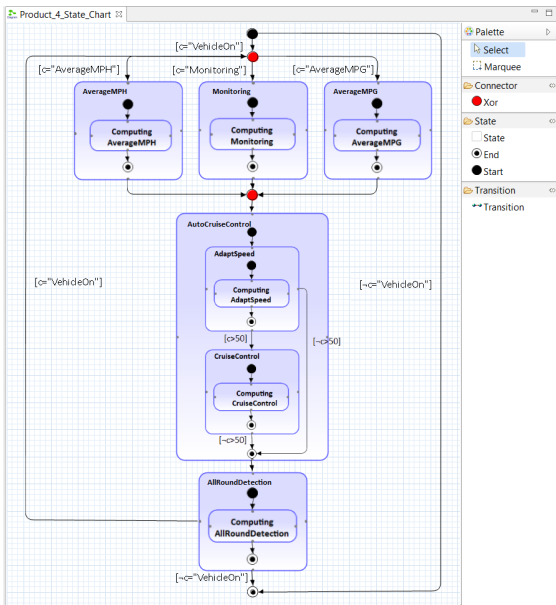 Product_4_State_Chart
Palette
Select
Marquee
Connector
Xor
State
State
End
Start
Transition
Transition
[c="VehicleOn"]
[c="AverageMPH"]
[c="Monitoring"]
[c="AverageMPG"]
AverageMPH
Computing
AverageMPH
Monitoring
Computing
Monitoring
AverageMPG
Computing
AverageMPG
AutoCruiseControl
AdaptSpeed
Computing
AdaptSpeed
[c="VehicleOn"]
[¬c="VehicleOn"]
[c>50]
[¬c>50]
CruiseControl
Computing
CruiseControl
[¬c>50]
AllRoundDetection
Computing
AllRoundDetection
[¬c="VehicleOn"]